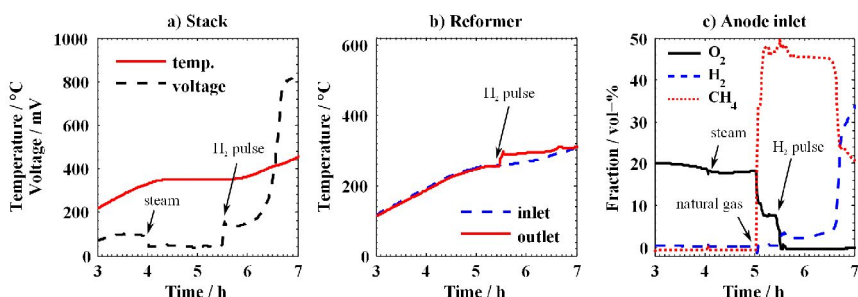 a) Stack
Temperature / °C
Voltage / mV
1000
800
600
400
200
0
temp.
voltage
H2 pulse
steam
3 4 5 6 7
Time / h
b) Reformer
Temperature / °C
600
400
200
0
H2 pulse
inlet
outlet
3 4 5 6 7
Time / h
c) Anode inlet
Fraction / vol−%
50
40
30
20
10
0
O2
H2
CH4
steam
H2 pulse
natural gas
3 4 5 6 7
Time / h